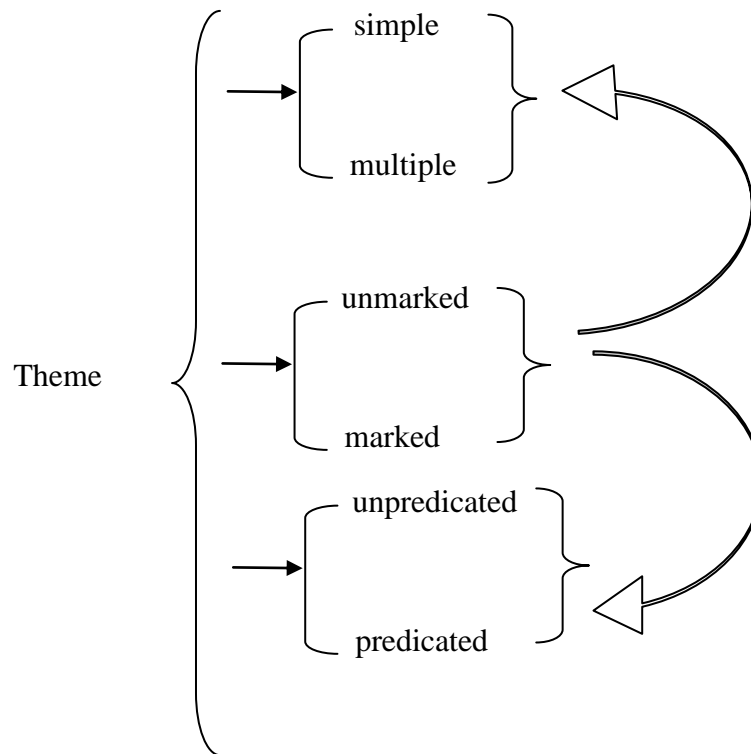 simple
multiple
unmarked
Theme
marked
unpredicated
predicated